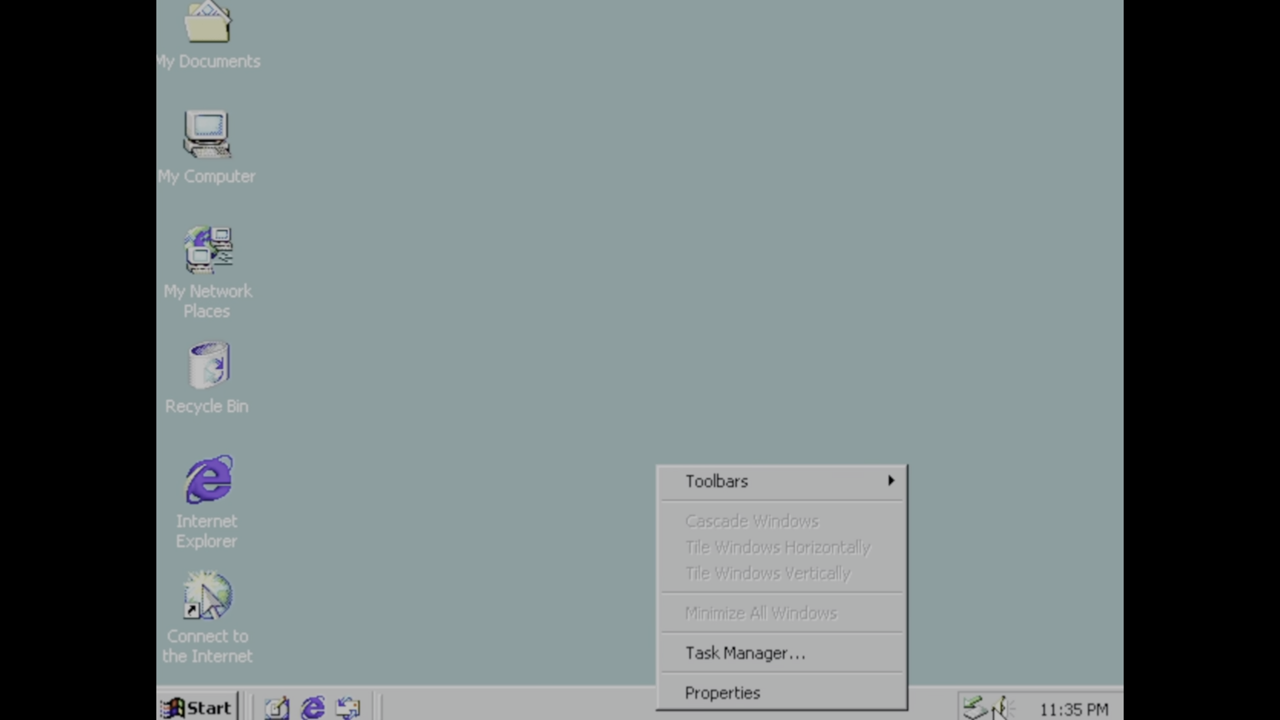 My Documents
My Computer
My Network
Places
Recycle Bin
Internet
Explorer
Connect to
the Internet
Toolbars
Cascade Windows
Tile Windows Horizontally
Tile Windows Vertically
Minimize All Windows
Task Manager...
Properties
Start
11:35 PM